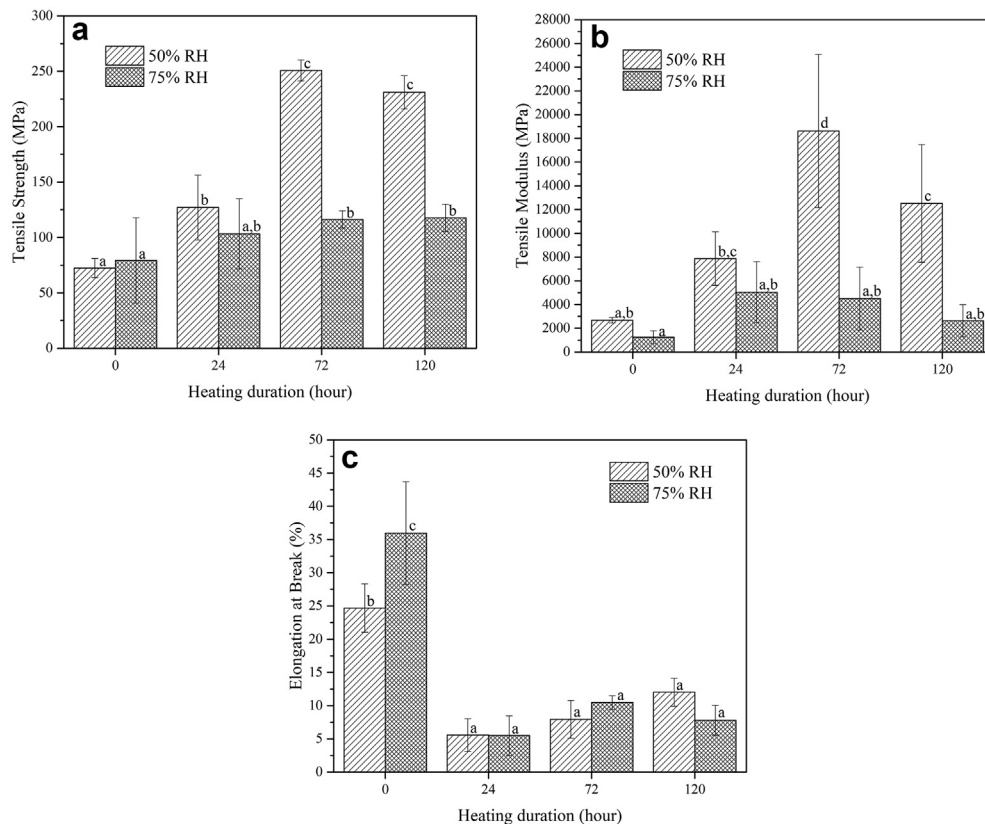 a
50% RH
75% RH
Tensile Strength (MPa)
300
250
200
150
100
50
0
a
a
b
a,b
c
b
c
b
0
24
72
120
Heating duration (hour)
b
50% RH
75% RH
Tensile Modulus (MPa)
28000
26000
24000
22000
20000
18000
16000
14000
12000
10000
8000
6000
4000
2000
0
a,b
a
b,c
a,b
d
a,b
c
a,b
0
24
72
120
Heating duration (hour)
c
50% RH
75% RH
Elongation at Break (%)
50
45
40
35
30
25
20
15
10
5
0
b
c
a
a
a
a
a
a
0
24
72
120
Heating duration (hour)